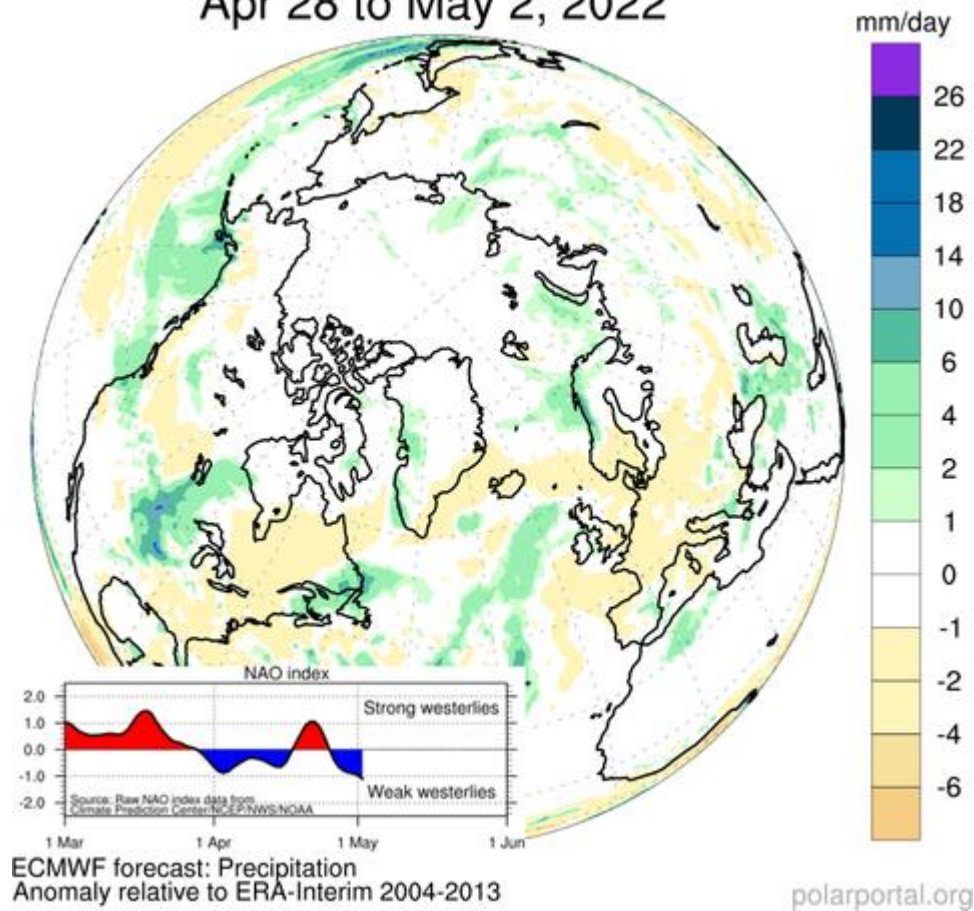 Apr 28 to May 2, 2022
mm/day
26
22
18
14
10
6
4
2
1
0
-1
-2
-4
-6
NAO index
2.0
1.0
0.0
-1.0
-2.0
Strong westerlies
Weak westerlies
Source: Raw NAO index data from
Climate Prediction Center/NCEP/NWS/NOAA
1 Mar
1 Apr
1 May
1 Jun
ECMWF forecast: Precipitation
Anomaly relative to ERA-Interim 2004-2013
polarportal.org